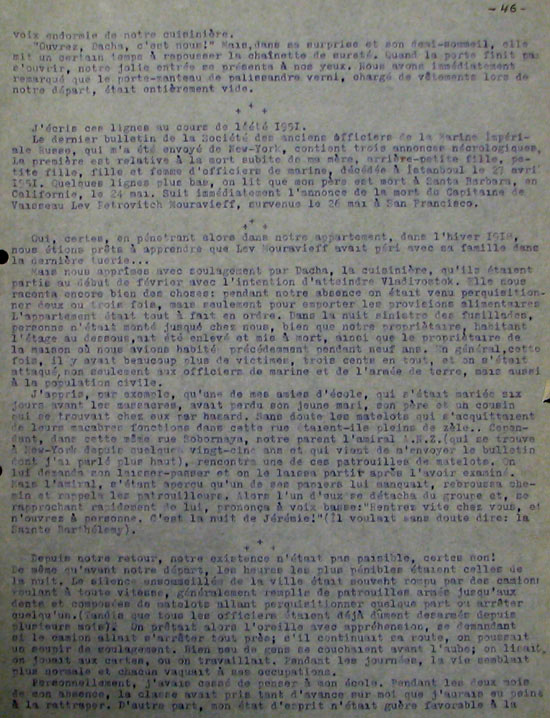 - 46 -
voix endormie de notre cuisinière.
"Ouvrez, Dacha, c'est nous!" Mais, dans sa surprise et son demi-sommeil, elle
mit un certain temps à repousser la chaînette de sureté. Quand la porte finit par
s'ouvrir, notre jolie entrée se présenta à nos yeux. Nous avons immédiatement
remarqué que le porte-manteau de palissandre verni, chargé de vêtements lors de
notre départ, était entièrement vide.
+ + +
J'écris ces lignes au cours de l'été 1951.
Le dernier bulletin de la Société des anciens officiers de la Marine Impéri-
ale Russe, qui m'a été envoyé de New-York, contient trois annonces nécrologiques.
La première est relative à la mort subite de ma mère, arrière-petite fille, pe-
tite fille, fille et femme d'officiers de marine, décédée à Istanboul le 27 avril
1951. Quelques lignes plus bas, on lit que son père est mort à Santa Barbara, en
Californie, le 24 mai. Suit immédiatement l'annonce de la mort du Capitaine de
Vaisseau Lev Petrovitch Mouravieff, survenue le 26 mai à San Francisco.
+ + +
Oui, certes, en pénétrant alors dans notre appartement, dans l'hiver 1918,
nous étions prêts à apprendre que Lev Mouravieff avait péri avec sa famille dans
la dernière tuerie...
Mais nous apprîmes avec soulagement par Dacha, la cuisinière, qu'ils étaient
partis au début de février avec l'intention d'atteindre Vladivostok. Elle nous
raconta encore bien des choses: pendant notre absence on était venu perquisition-
ner deux ou trois fois, mais seulement pour emporter les provisions alimentaires
L'appartement était tout à fait en ordre. Dans la nuit sinistre des fusillades,
personne n'était monté jusqué chez nous, bien que notre propriétaire, habitant
l'étage au dessous, ait été enlevé et mis à mort, ainsi que le propriétaire de
la maison où nous avions habité précédemment pendant neuf ans. En général, cette
fois, il y avait beaucoup plus de victimes, trois cents en tout, et on s'était
attaqué, non seulement aux officiers de marine et de l'armée de terre, mais aussi
à la population civile.
J'appris, par exemple, qu'une de mes amies d'école, qui s'était mariée six
jours avant les massacres, avait perdu son jeune mari, son père et un cousin
qui se trouvait chez eux par hasard. Sans doute les matelots qui s'acquittaient
de leurs macabres fonctions dans cette rue étaient-ils pleins de zèle.. Cepen-
dant, dans cette même rue Sobornaya, notre parent l'amiral A.N.Z.(qui se trouve
à New-York depuis quelque vingt-cinq ans et qui vient de m'envoyer le bulletin
dont j'ai parlé plus haut), rencontra une de ces patrouilles de matelots. On
lui demanda son laisser-passer et on le laissa partir après l'avoir examiné.
Mais l'amiral, s'étant aperçu qu'un de ses papiers lui manquait, rebroussa che-
min et rappela les patrouilleurs. Alors l'un d'eux se détacha du groupe et, se
rapprochant rapidement de lui, prononça à voix basse:"Rentrez vite chez vous, et
n'ouvrez à personne. C'est la nuit de Jérémie!"(Il voulait sans doute dire: la
Sainte Barthélémy).
+ + +
Depuis notre retour, notre existence n'était pas paisible, certes non!
De même qu'avant notre départ, les heures les plus pénibles étaient celles de
la nuit. Le silence ensommeillé de la ville était souvent rompu par des camions
roulant à toute vitesse, généralement remplis de patrouilles armés jusqu'aux
dents et composées de matelots allant perquisitionner quelque part ou arrêter
quelqu'un.(Tandis que tous les officiers étaient déjà dûment desarmés depuis
plusieurs mois). On prêtait alors l'oreille avec appréhension, se demandant
si le camion allait s'arrêter tout près; s'il continuait sa route, on poussait
un soupir de soulagement. Bien peu de gens se couchaient avant l'aube; on lisait,
on jouait aux cartes, ou on travaillait. Pendant les journées, la vie semblait
plus normale et chacun vaquait à ses occupations.
Personnellement, j'avais cessé de penser à mon école. Pendant les deux mois
de mon absence, la classe avait pris tant d'avance sur moi que j'aurais eu peine
à la rattraper. D'autre part, mon état d'esprit n'était guère favorable à la